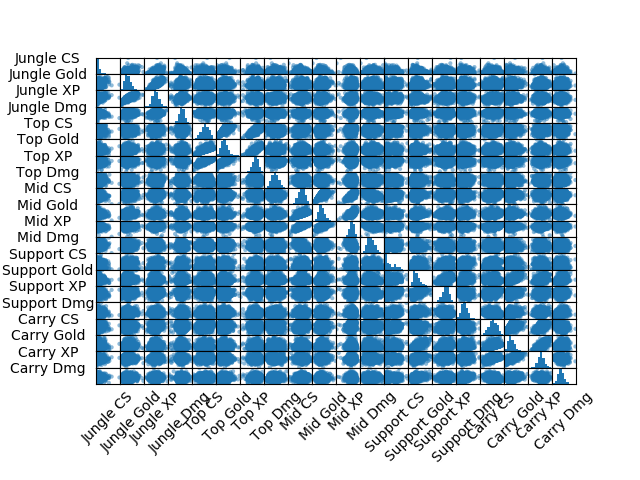 Jungle CS
Jungle Gold
Jungle XP
Jungle Dmg
Top CS
Top Gold
Top XP
Top Dmg
Mid CS
Mid Gold
Mid XP
Mid Dmg
Support CS
Support Gold
Support XP
Support Dmg
Carry CS
Carry Gold
Carry XP
Carry Dmg
Jungle CS
Jungle Gold
Jungle XP
Jungle Dmg
Top CS
Top Gold
Top XP
Top Dmg
Mid CS
Mid Gold
Mid XP
Mid Dmg
Support CS
Support Gold
Support XP
Support Dmg
Carry CS
Carry Gold
Carry XP
Carry Dmg